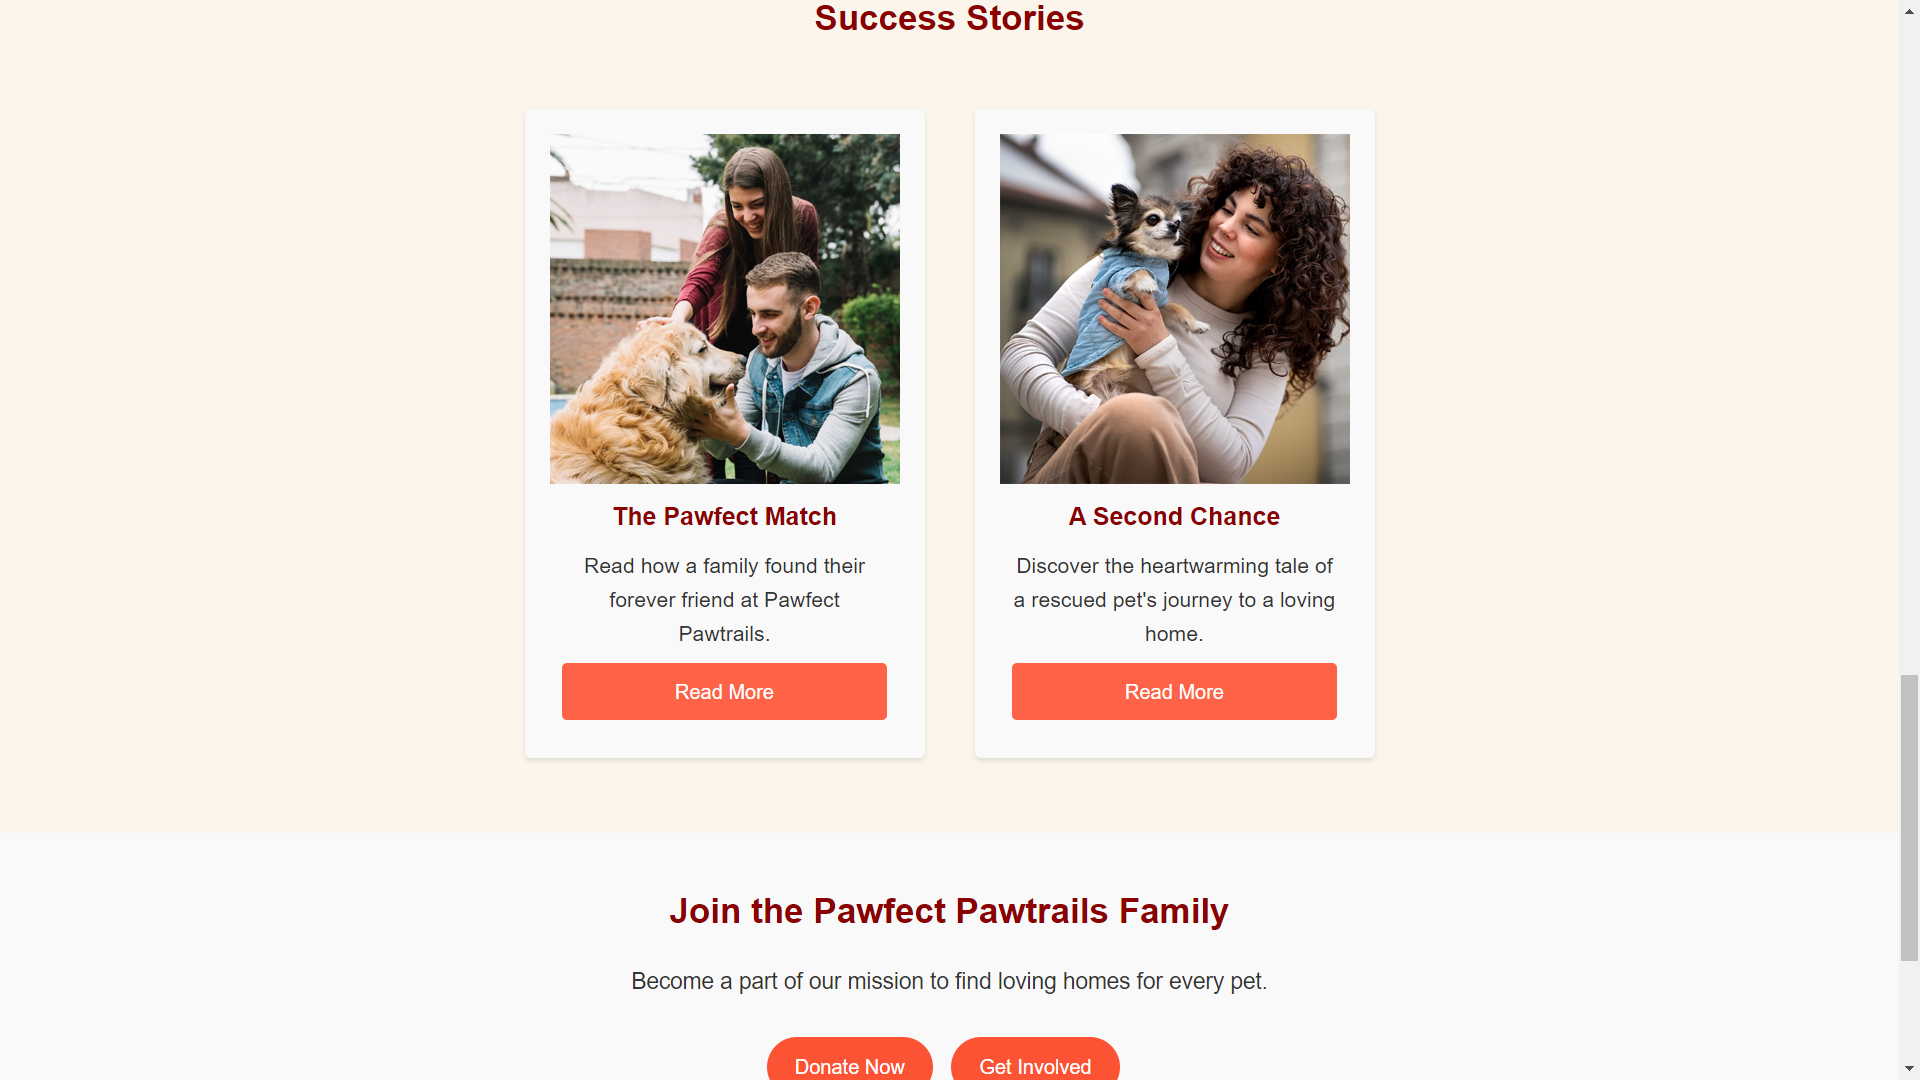 Success Stories
The Pawfect Match
Read how a family found their
forever friend at Pawfect
Pawtrails.
Read More
A Second Chance
Discover the heartwarming tale of
a rescued pet's journey to a loving
home.
Read More
Join the Pawfect Pawtrails Family
Become a part of our mission to find loving homes for every pet.
Donate Now
Get Involved